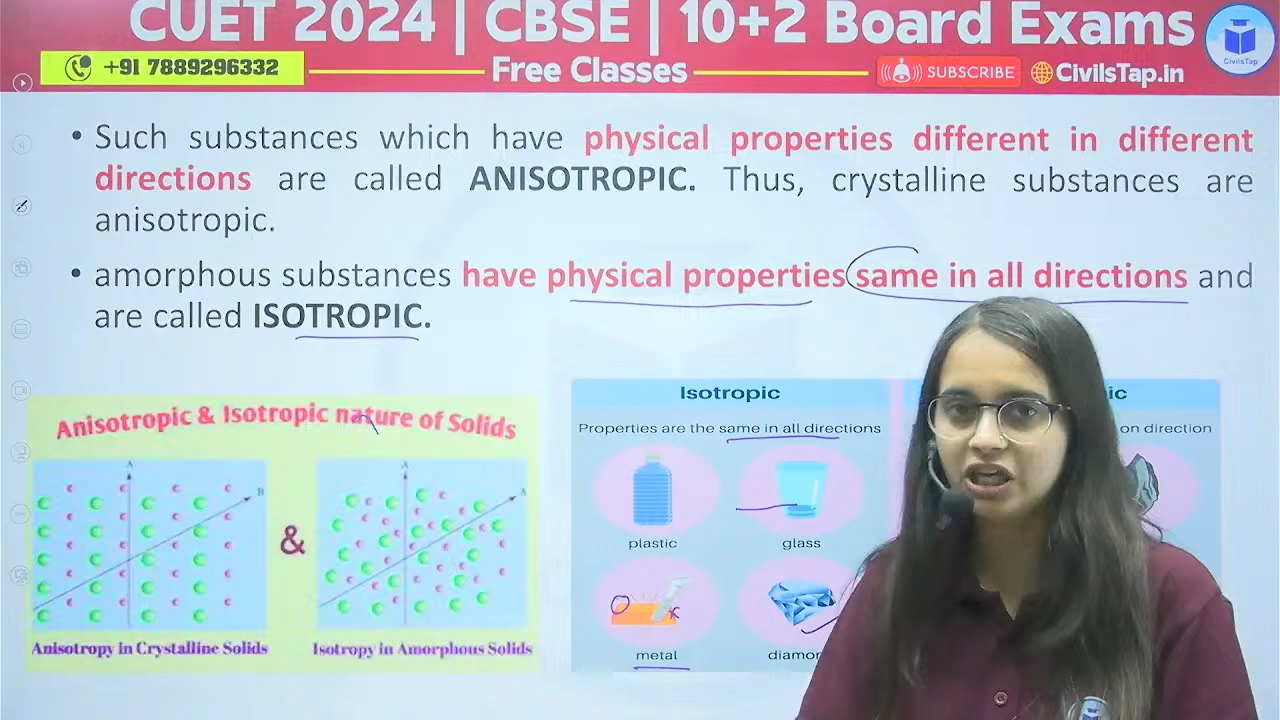 CUET 2024 | CBSE | 10+2 Board Exams
+91 7889296332
Free Classes
SUBSCRIBE
CivilsTap.in
CivilsTap
• Such substances which have physical properties different in different
directions are called ANISOTROPIC. Thus, crystalline substances are
anisotropic.
• amorphous substances have physical properties same in all directions and
are called ISOTROPIC.
Anisotropic & Isotropic nature of Solids
A
B
A
A
&
Anisotropy in Crystalline Solids
Isotropy in Amorphous Solids
Isotropic
ic
Properties are the same in all directions
on direction
plastic
glass
metal
diamon